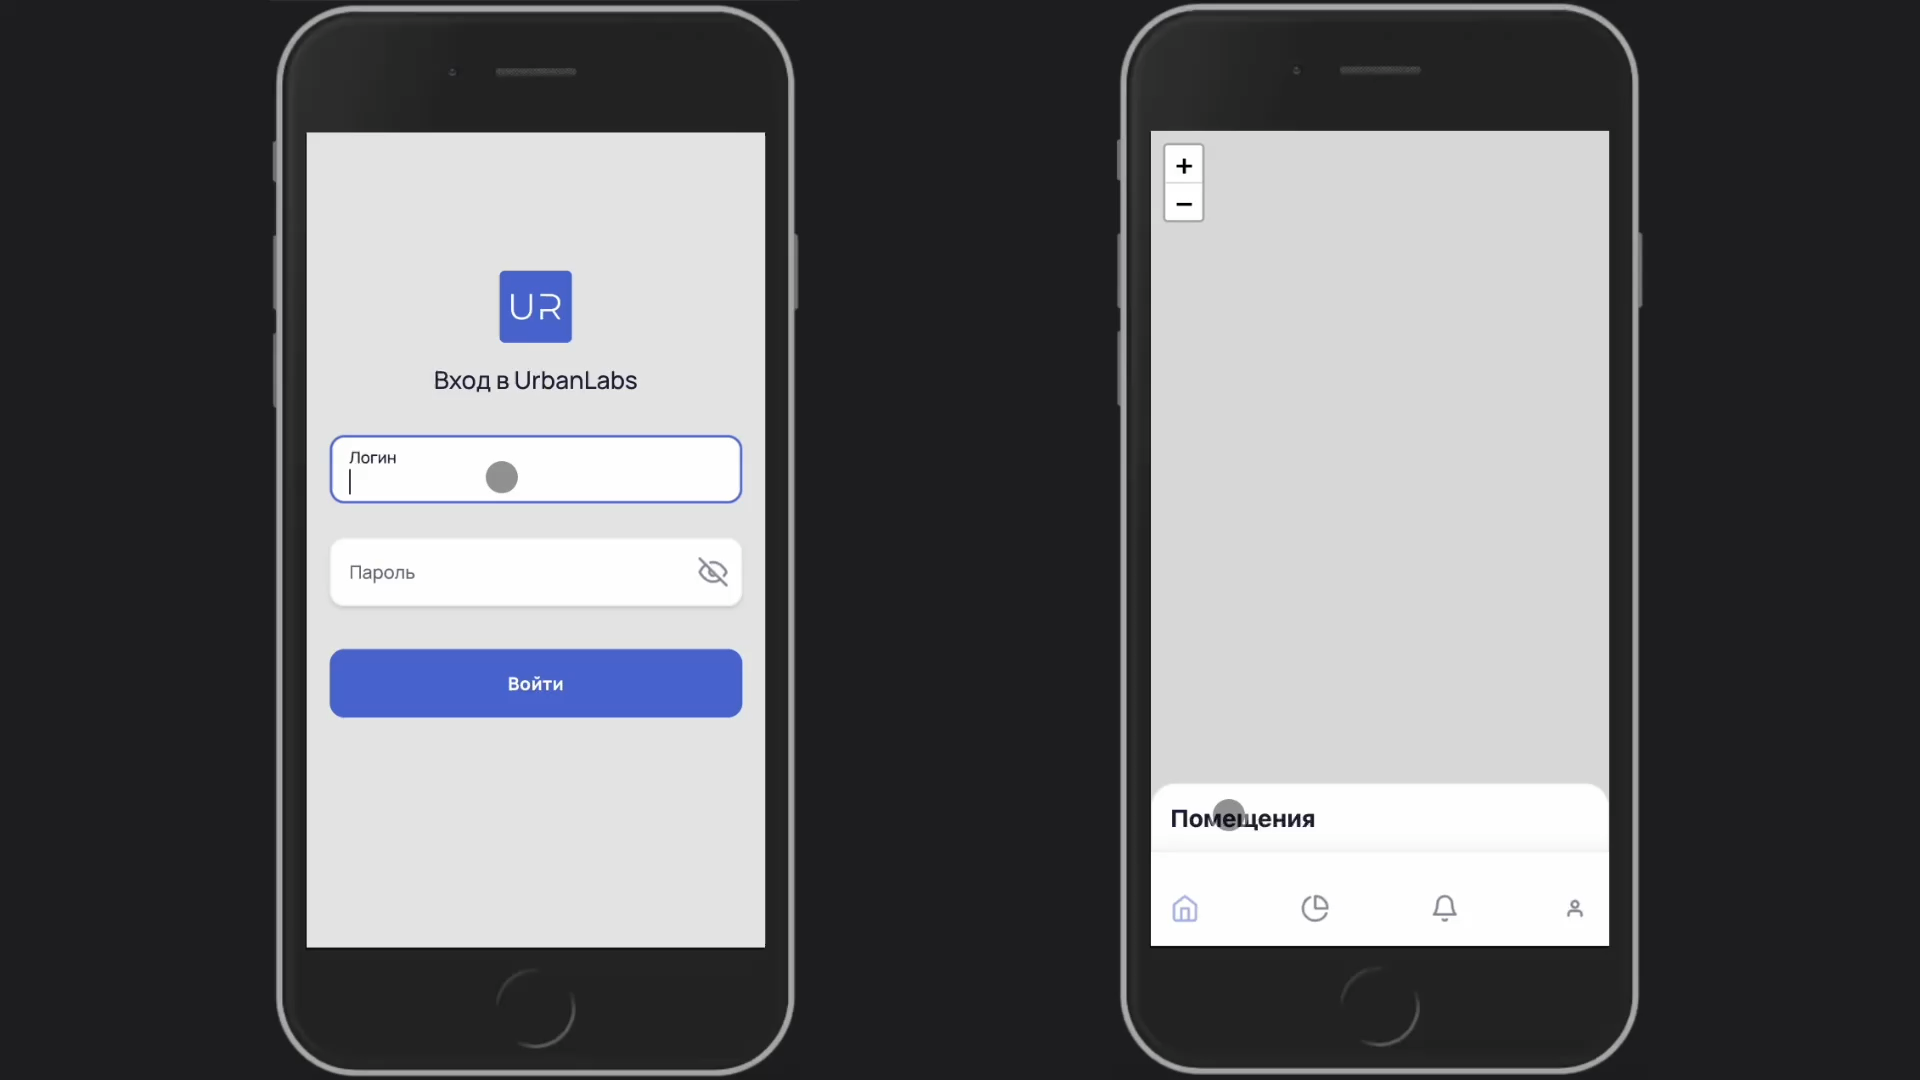 UR
Вход в UrbanLabs
Логин
Пароль
Войти
+
−
Помещения